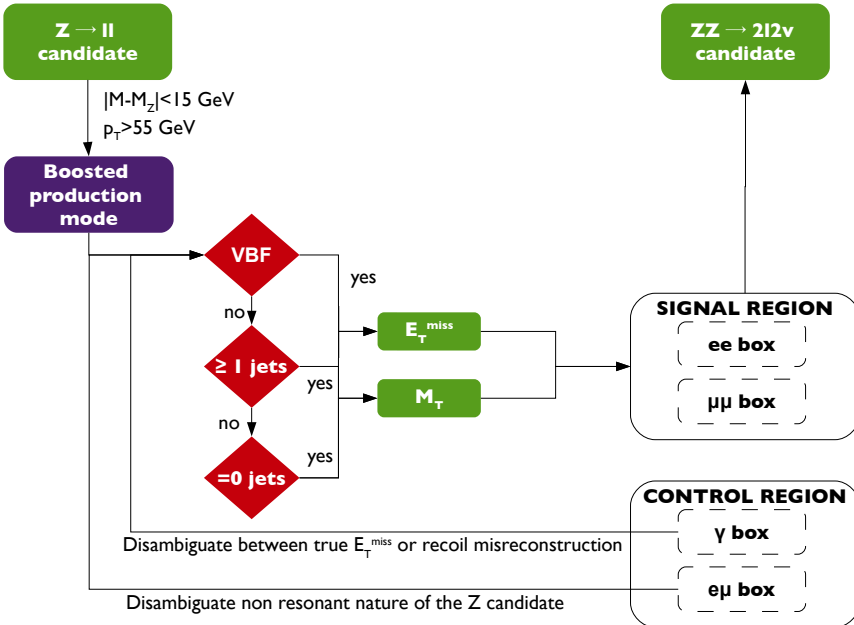 Z → ll
candidate
ZZ → 2l2v
candidate
|M-M_Z|<15 GeV
p_T>55 GeV
Boosted
production
mode
VBF
yes
no
≥ 1 jets
yes
no
=0 jets
yes
E_T^miss
M_T
SIGNAL REGION
ee box
μμ box
CONTROL REGION
γ box
Disambiguate between true E_T^miss or recoil misreconstruction
eμ box
Disambiguate non resonant nature of the Z candidate